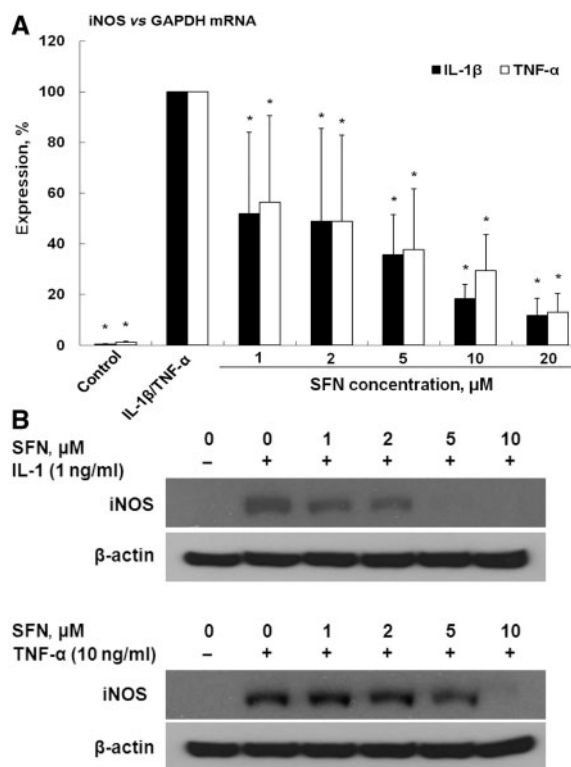 A
iNOS vs GAPDH mRNA
IL-1β TNF-α
Expression, %
120
100
80
60
40
20
0
* * * * * * * * * * * *
Control
IL-1β/TNF-α
1 2 5 10 20
SFN concentration, μM
B
SFN, μM 0 0 1 2 5 10
IL-1 (1 ng/ml) – + + + + +
iNOS
β-actin
SFN, μM 0 0 1 2 5 10
TNF-α (10 ng/ml) – + + + + +
iNOS
β-actin